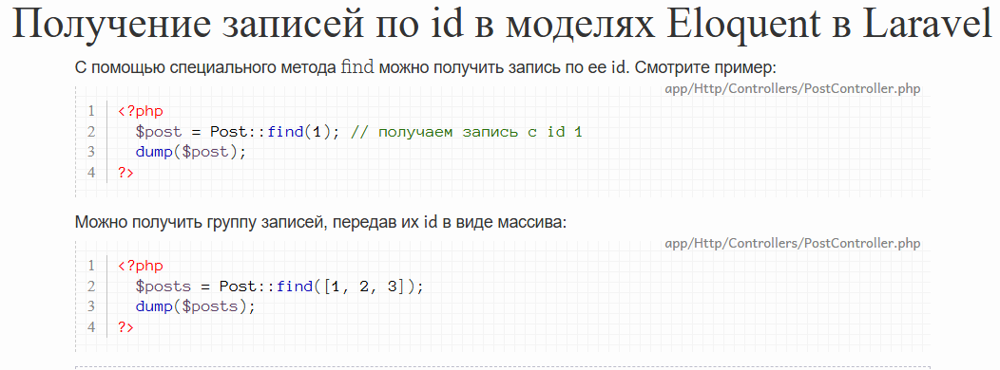 Получение записей по id в моделях Eloquent в Laravel
С помощью специального метода find можно получить запись по ее id. Смотрите пример:
app/Http/Controllers/PostController.php
1 <?php
2 $post = Post::find(1); // получаем запись с id 1
3 dump($post);
4 ?>
Можно получить группу записей, передав их id в виде массива:
app/Http/Controllers/PostController.php
1 <?php
2 $posts = Post::find([1, 2, 3]);
3 dump($posts);
4 ?>